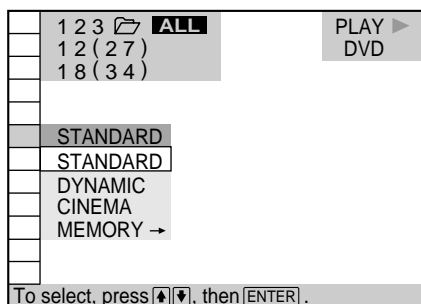 1 2 3 ALL PLAY
1 2 ( 2 7 ) DVD
1 8 ( 3 4 )
STANDARD
STANDARD
DYNAMIC
CINEMA
MEMORY →
To select, press , then ENTER .